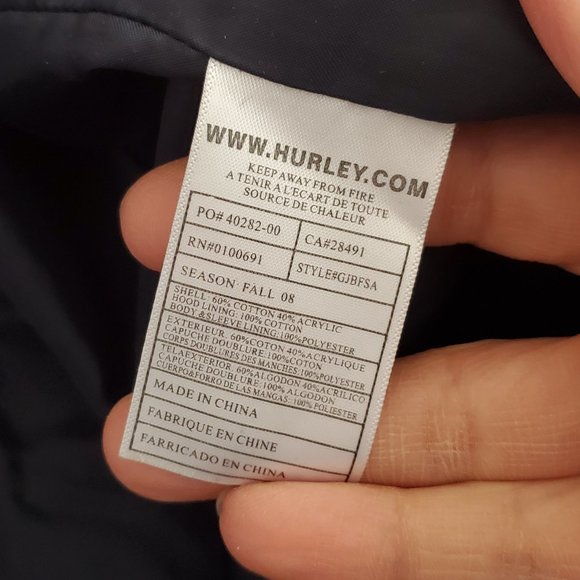 WWW.HURLEY.COM
KEEP AWAY FROM FIRE
A TENIR A L'ECART DE TOUTE
SOURCE DE CHALEUR
PO# 40282-00
CA#28491
RN#0100691
STYLE#GJBFSA
SEASON: FALL 08
SHELL: 60% COTTON 40% ACRYLIC
HOOD LINING: 100% COTTON
BODY & SLEEVE LINING: 100% POLYESTER
EXTERIEUR: 60%COTON 40%ACRYLIQUE
CAPUCHE DOUBLURE:100%COTON
CORPS DOUBLURES DES MANCHES:100% POLYESTER
TELAEXTERIOR: 60% ALGODON 40%ACRILICO
CAPUCHE DOUBLURE: 100% ALGODON
CUERPO&FORRO DE LAS MANGAS: 100% POLIESTER
MADE IN CHINA
FABRIQUE EN CHINE
FABRICADO EN CHINA